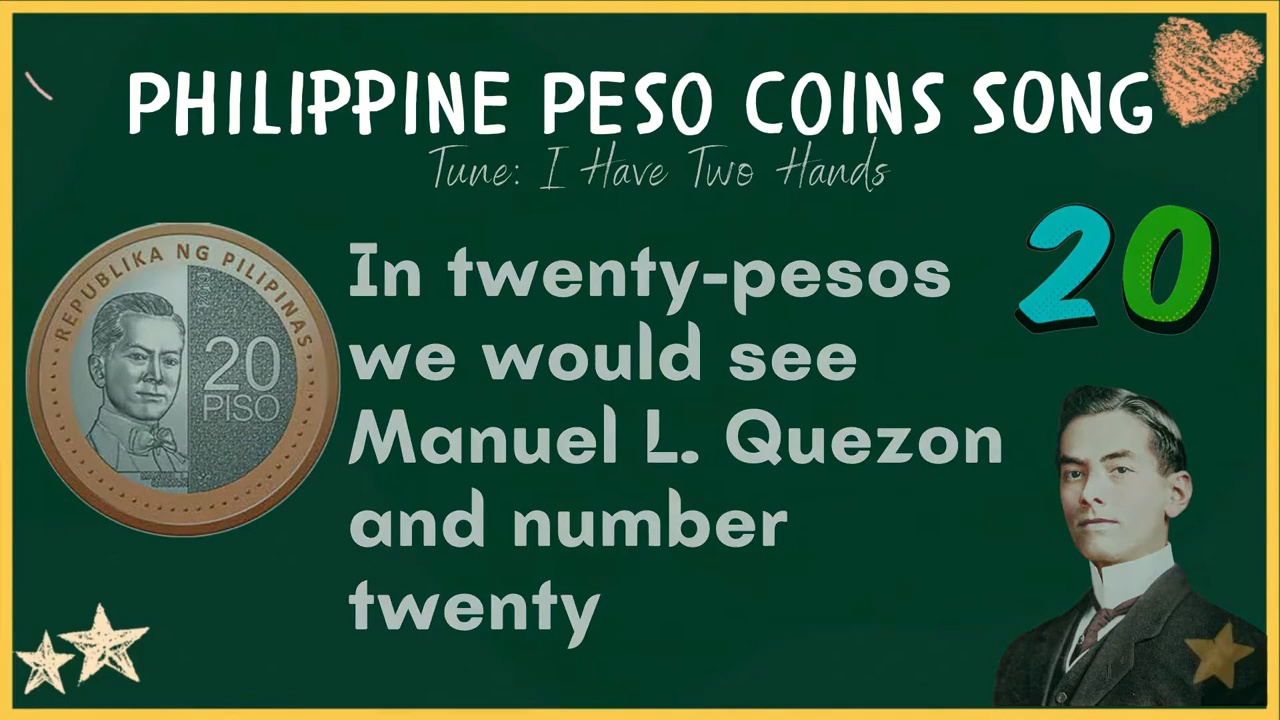 PHILIPPINE PESO COINS SONG
Tune: I Have Two Hands
REPUBLIKA NG PILIPINAS
20
PISO
In twenty-pesos
we would see
Manuel L. Quezon
and number
twenty
20